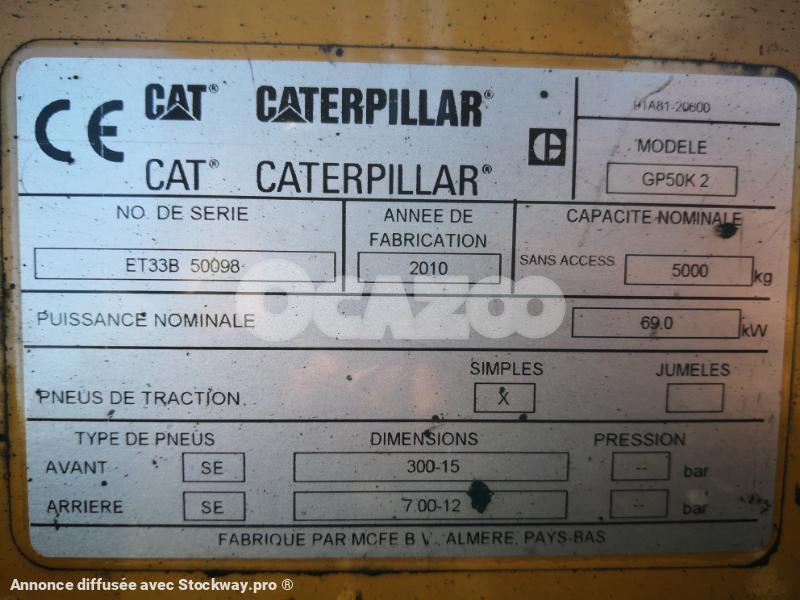 CE CAT® CATERPILLAR®
CAT® CATERPILLAR®
91A81-20600
MODELE
GP50K 2
NO. DE SERIE
ET33B 50098
ANNEE DE
FABRICATION
2010
CAPACITE NOMINALE
SANS ACCESS 5000 kg
PUISSANCE NOMINALE 69.0 kW
OCAZOO
SIMPLES JUMELES
PNEUS DE TRACTION X
TYPE DE PNEUS DIMENSIONS PRESSION
AVANT SE 300-15 -- bar
ARRIERE SE 7.00-12 -- bar
FABRIQUE PAR MCFE B.V., ALMERE, PAYS-BAS
Annonce diffusée avec Stockway.pro ®